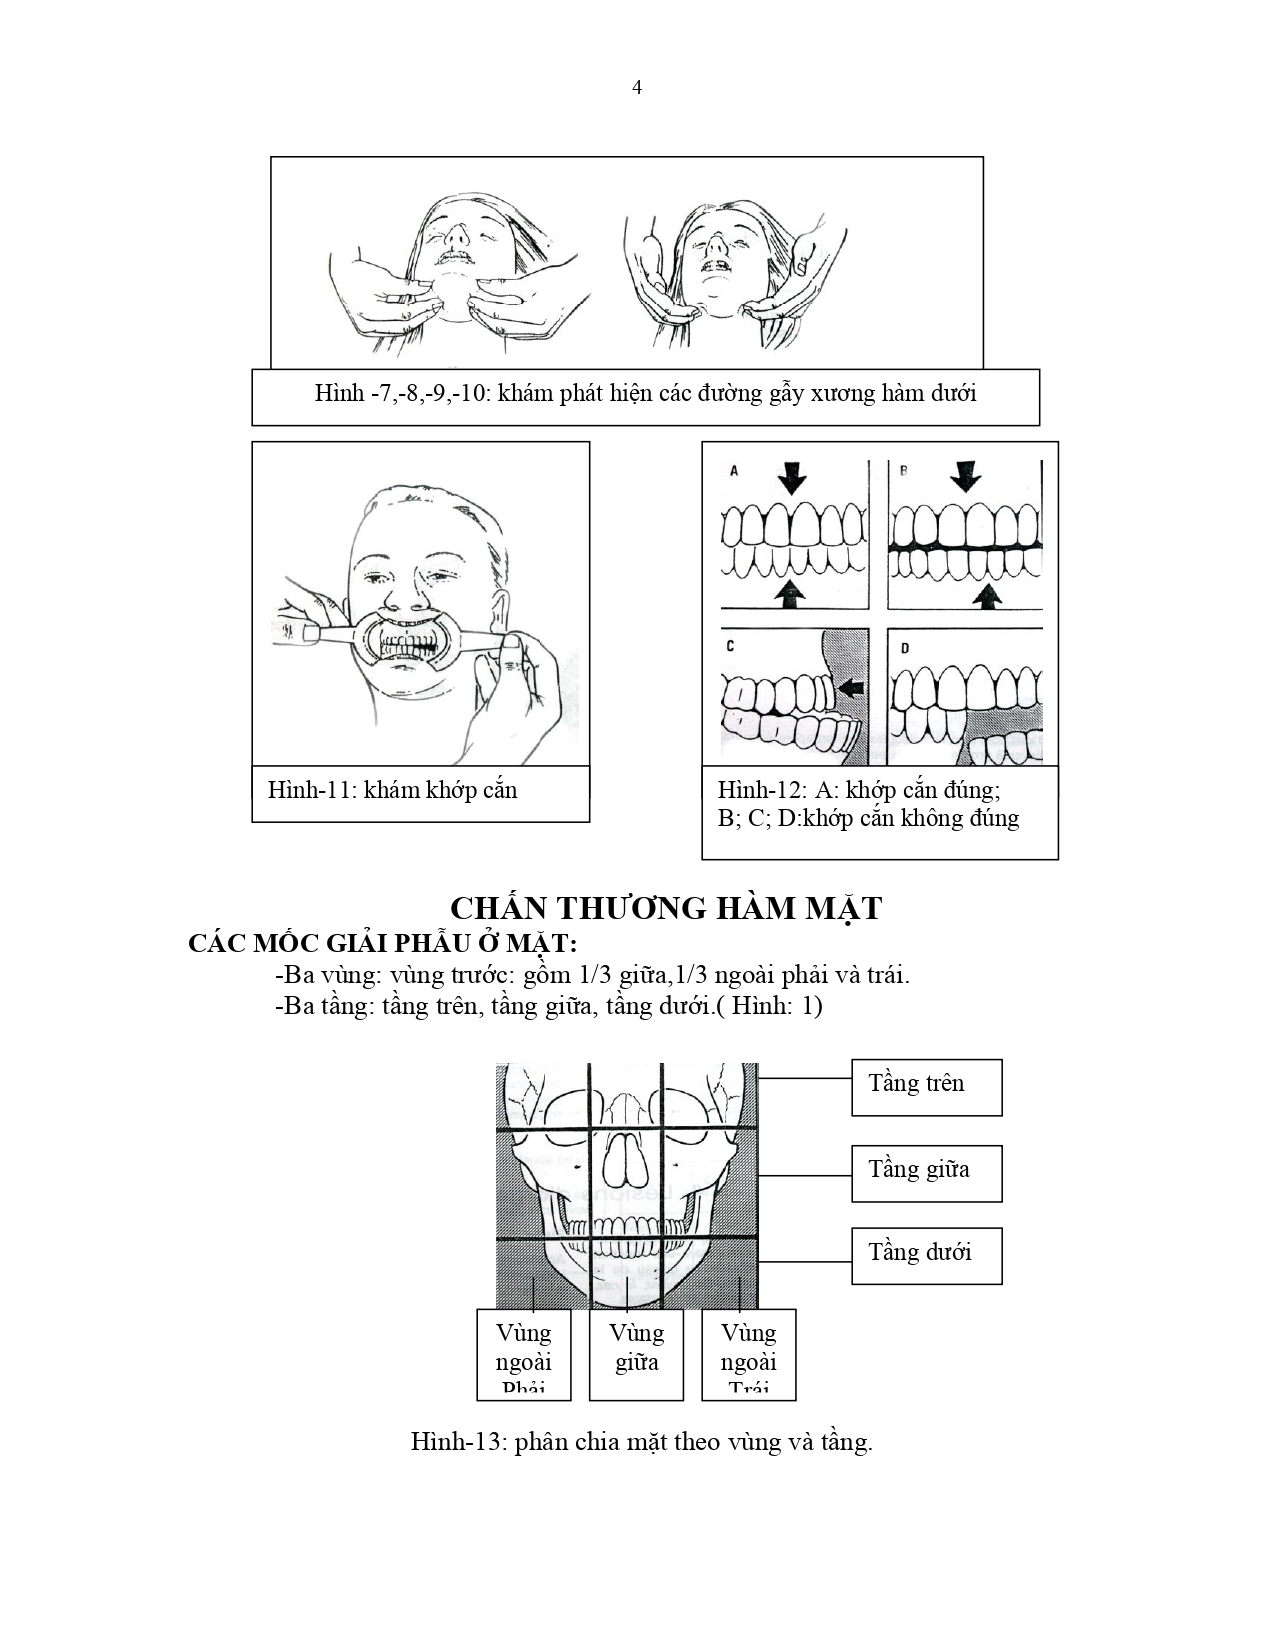 4
Hình -7,-8,-9,-10: khám phát hiện các đường gẫy xương hàm dưới
A
B
C
D
Hình-11: khám khớp cắn
Hình-12: A: khớp cắn đúng;
B; C; D:khớp cắn không đúng
CHẤN THƯƠNG HÀM MẶT
CÁC MỐC GIẢI PHẪU Ở MẶT:
-Ba vùng: vùng trước: gồm 1/3 giữa,1/3 ngoài phải và trái.
-Ba tầng: tầng trên, tầng giữa, tầng dưới.( Hình: 1)
Tầng trên
Tầng giữa
Tầng dưới
Vùng
ngoài
Phải
Vùng
giữa
Vùng
ngoài
Trái
Hình-13: phân chia mặt theo vùng và tầng.